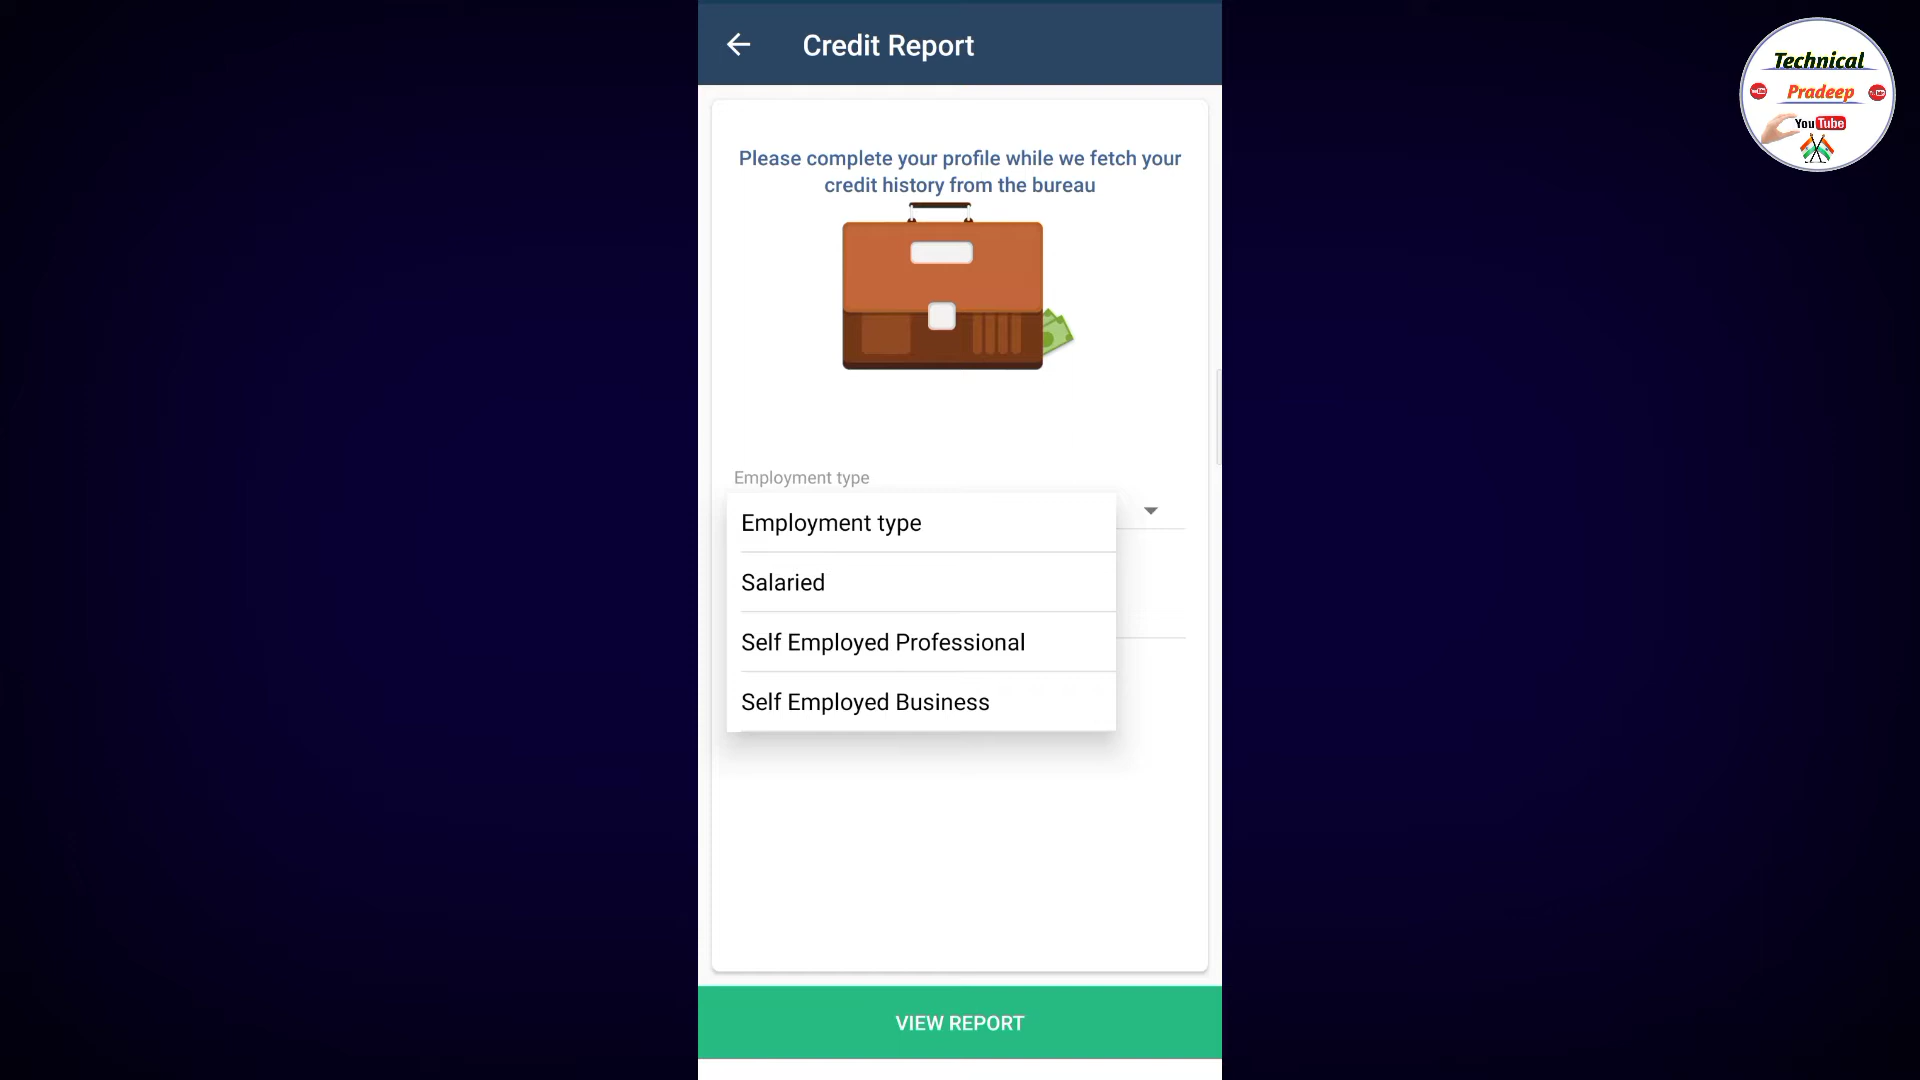 Credit Report
Technical
Pradeep
YouTube
Please complete your profile while we fetch your
credit history from the bureau
Employment type
Employment type
Salaried
Self Employed Professional
Self Employed Business
VIEW REPORT